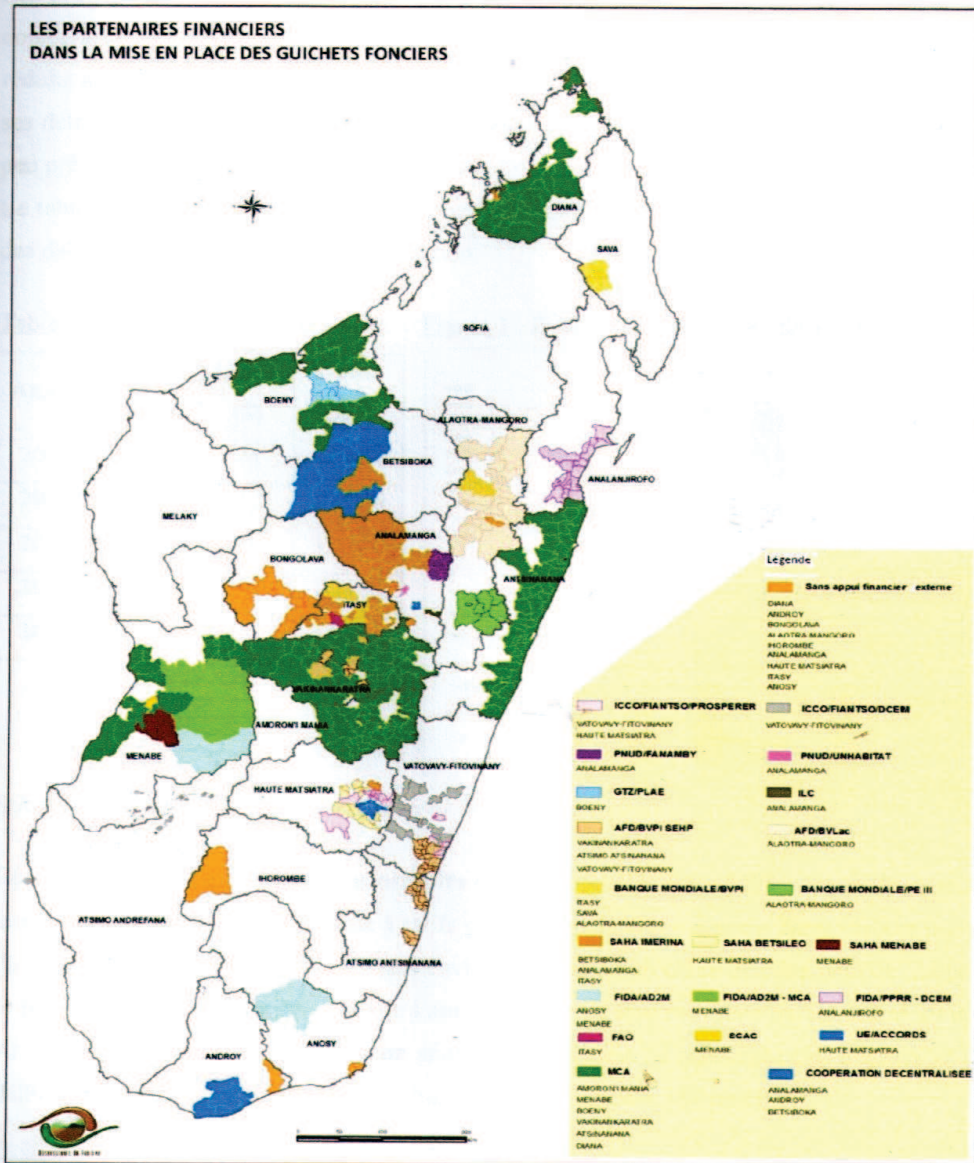 LES PARTENAIRES FINANCIERS
DANS LA MISE EN PLACE DES GUICHETS FONCIERS
DIANA
SAVA
SOFIA
BOENY
ALAOTRA-MANGORO
BETSIBOKA
ANALANJIROFO
MELAKY
ANALAMANGA
BONGOLAVA
ATSINANANA
ITASY
VAKINANKARATRA
AMORON'I MANIA
MENABE
VATOVAVY-FITOVINANY
HAUTE MATSIATRA
IHOROMBE
ATSIMO ANDREFANA
ATSIMO ANTSINANANA
ANOSY
ANDROY
Légende
Sans appui financier externe
DIANA
ANDROY
BONGOLAVA
ALAOTRA-MANGORO
IHOROMBE
ANALAMANGA
HAUTE MATSIATRA
ITASY
ANOSY
ICCO/FIANTSO/PROSPERER
VATOVAVY-FITOVINANY
HAUTE MATSIATRA
ICCO/FIANTSO/DCEM
VATOVAVY-FITOVINANY
PNUD/FANAMBY
ANALAMANGA
PNUD/UNHABITAT
ANALAMANGA
GTZ/PLAE
BOENY
ILC
ANALAMANGA
AFD/BVPI SEHP
VAKINANKARATRA
ATSIMO ATSINANANA
VATOVAVY-FITOVINANY
AFD/BVLac
ALAOTRA-MANGORO
BANQUE MONDIALE/BVPI
ITASY
SAVA
ALAOTRA-MANGORO
BANQUE MONDIALE/PE III
ALAOTRA-MANGORO
SAHA IMERINA
BETSIBOKA
ANALAMANGA
ITASY
SAHA BETSILEO
HAUTE MATSIATRA
SAHA MENABE
MENABE
FIDA/AD2M
ANOSY
MENABE
FIDA/AD2M - MCA
MENABE
FIDA/PPRR - DCEM
ANALANJIROFO
FAO
ITASY
MENABE
UE/ACCORDS
HAUTE MATSIATRA
MCA
AMORON'I MANIA
MENABE
BOENY
VAKINANKARATRA
ATSINANANA
DIANA
COOPERATION DECENTRALISEE
ANALAMANGA
ANDROY
BETSIBOKA